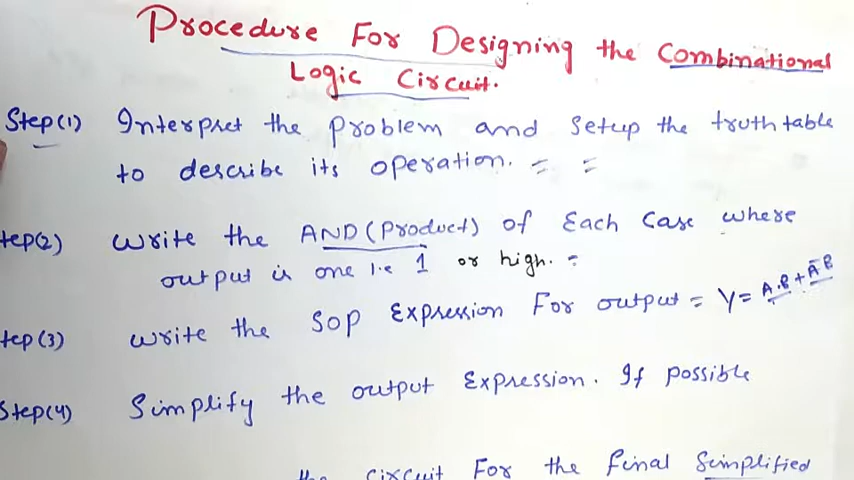 Procedure For Designing the Combinational
Logic Circuit.
Step(1) Interpret the problem and setup the truth table
to describe its operation. = =
tep(2) write the AND(Product) of Each Case where
output is one i.e 1 or high. =
tep(3) write the SOP Expression For output = Y = A.B + A̅B
Step(4) Simplify the output Expression. If possible
the circuit For the final Simplified